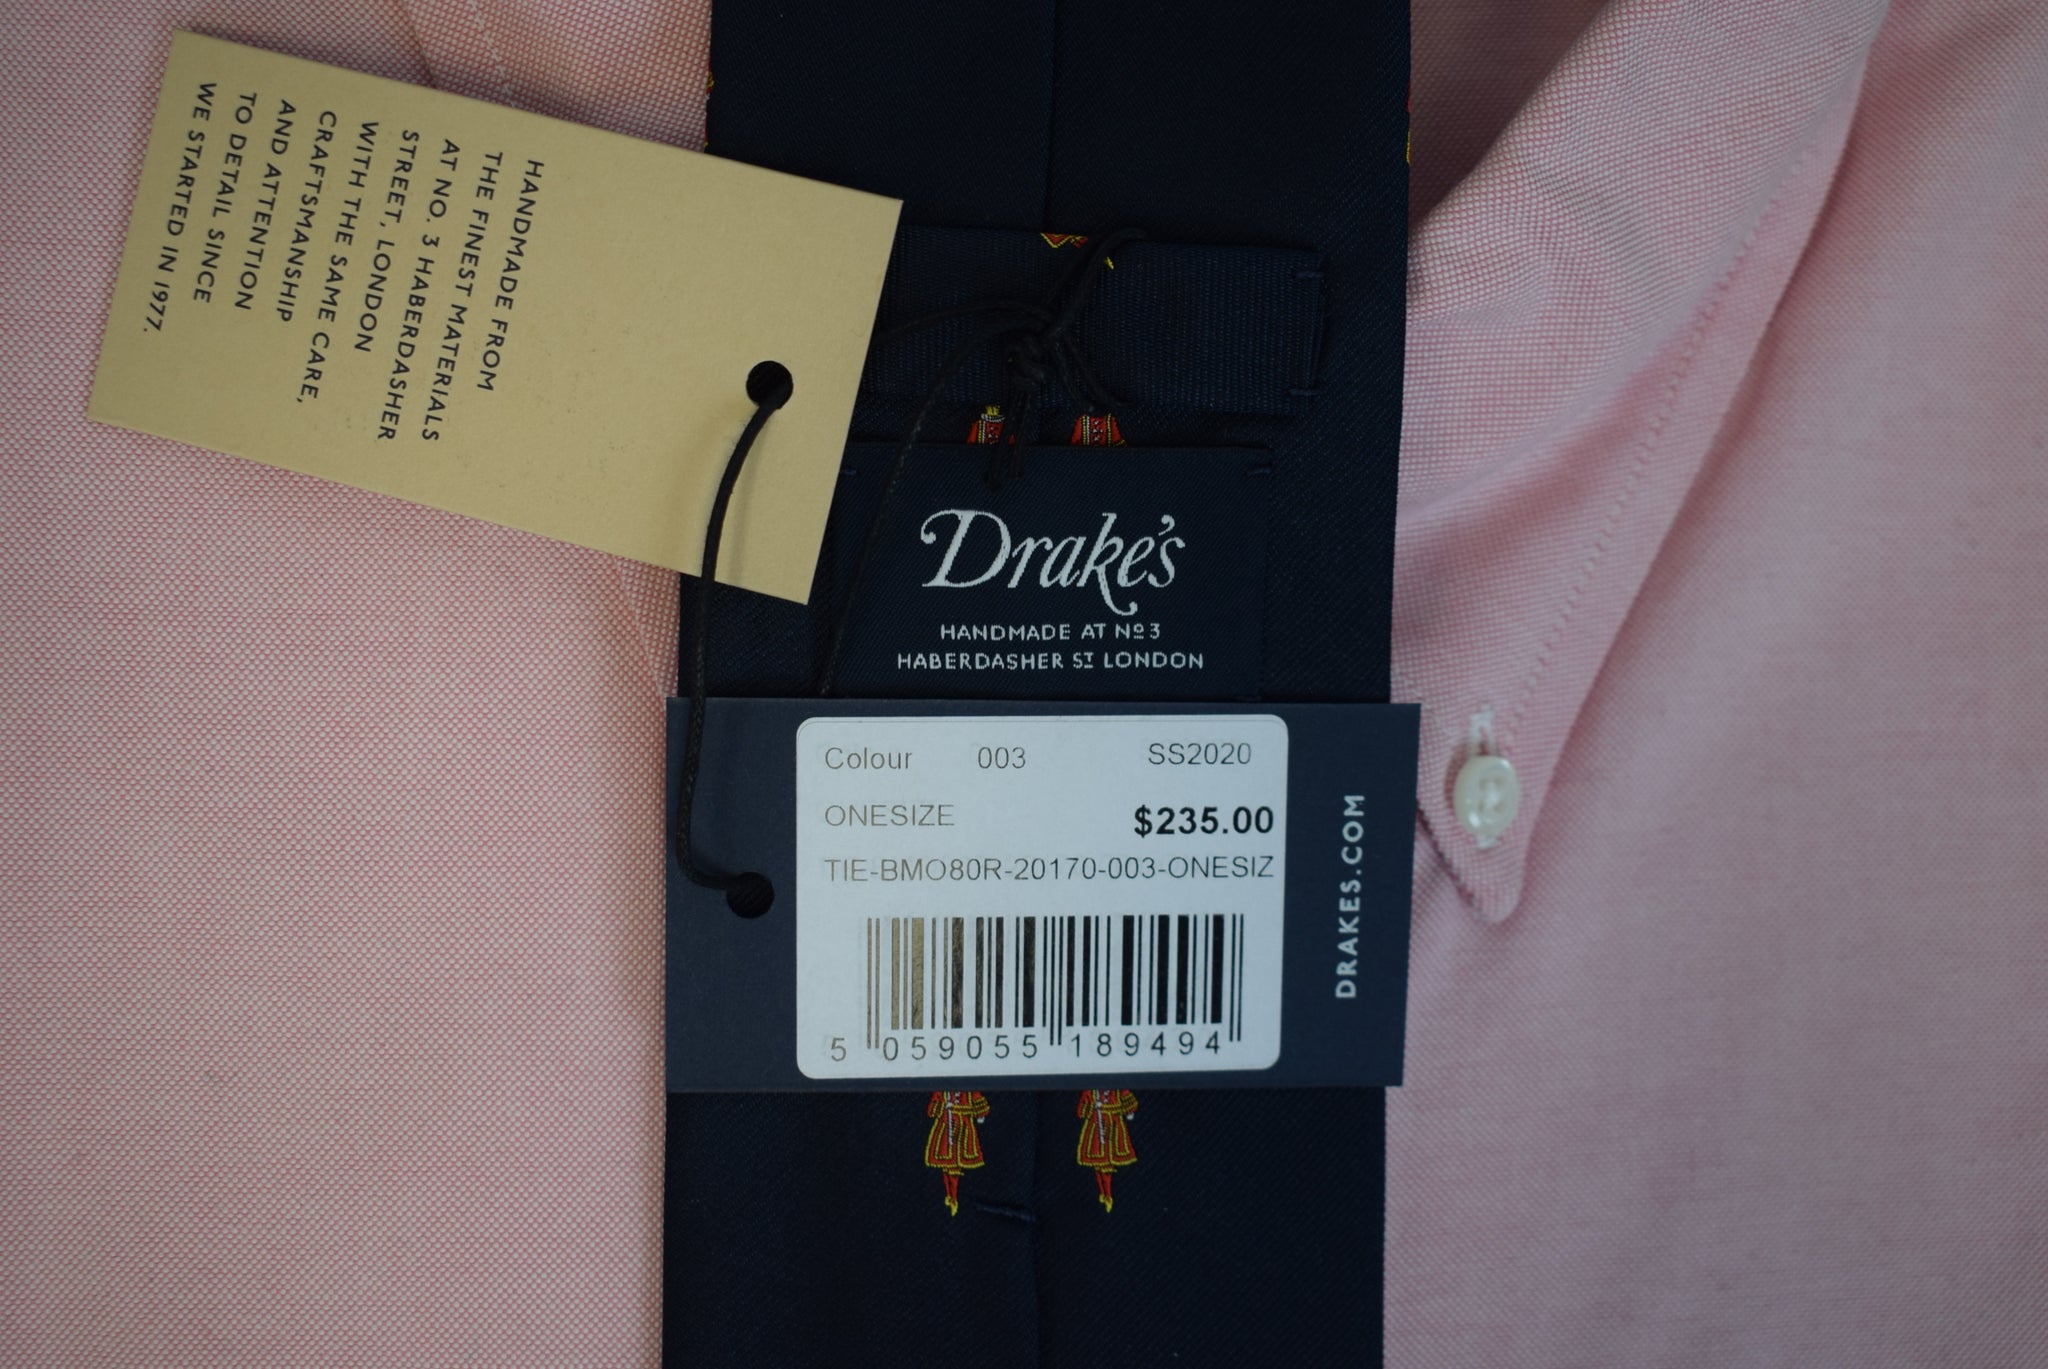 HANDMADE FROM
THE FINEST MATERIALS
AT NO. 3 HABERDASHER
STREET, LONDON
WITH THE SAME CARE,
CRAFTSMANSHIP
AND ATTENTION
TO DETAIL SINCE
WE STARTED IN 1977.
Drake's
HANDMADE AT Nº3
HABERDASHER ST LONDON
Colour 003 SS2020
ONESIZE $235.00
TIE-BMO80R-20170-003-ONESIZ
5 059055 189494
DRAKES.COM